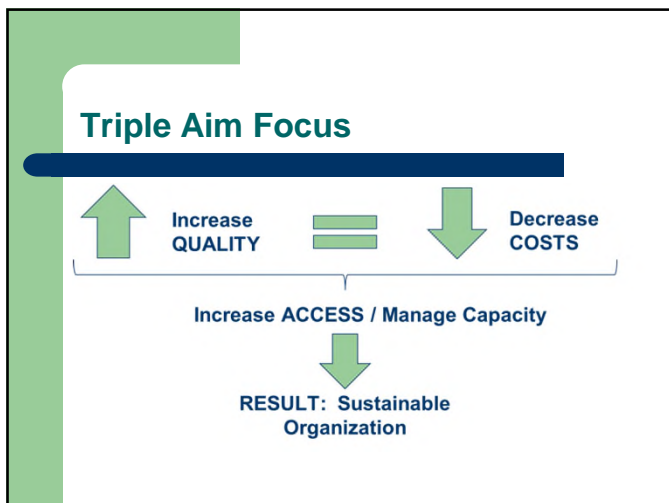 Triple Aim Focus
Increase
QUALITY
Decrease
COSTS
Increase ACCESS / Manage Capacity
RESULT: Sustainable
Organization